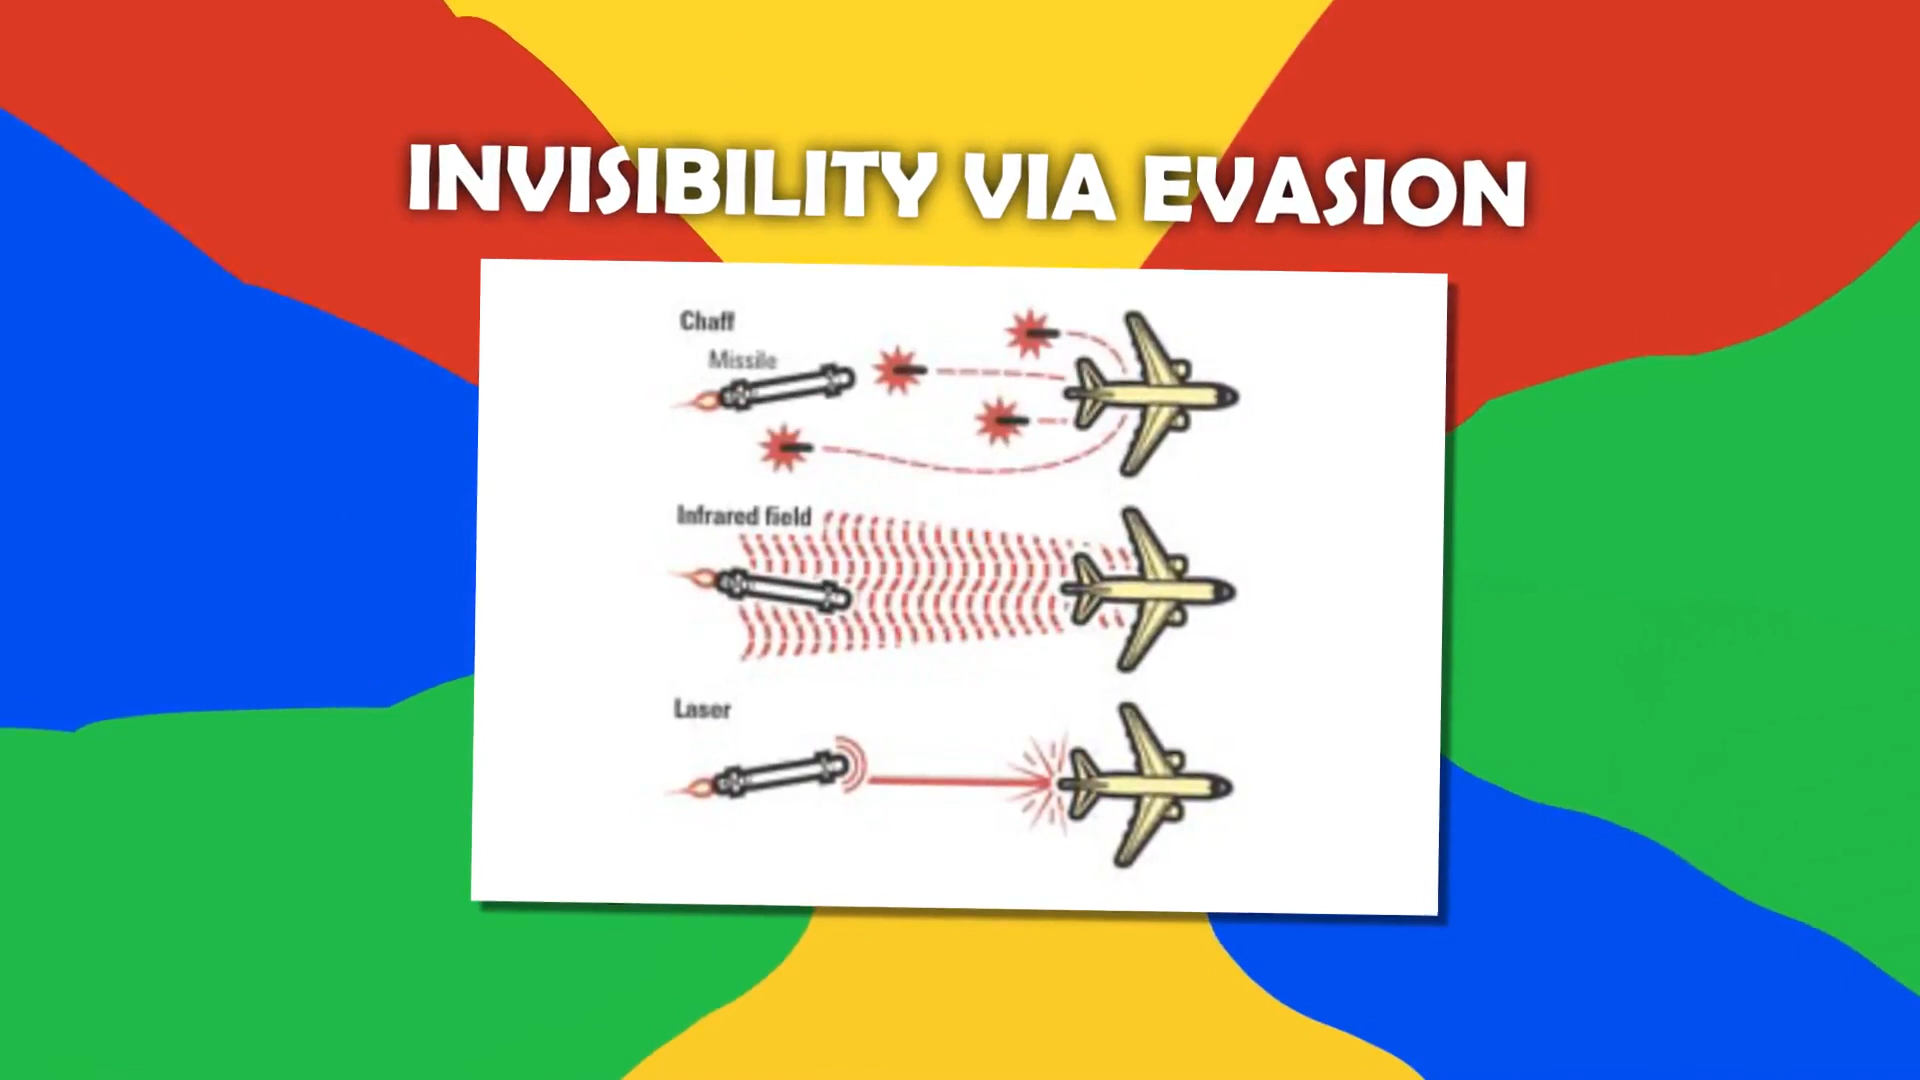 INVISIBILITY VIA EVASION
Chaff
Missile
Infrared field
Laser